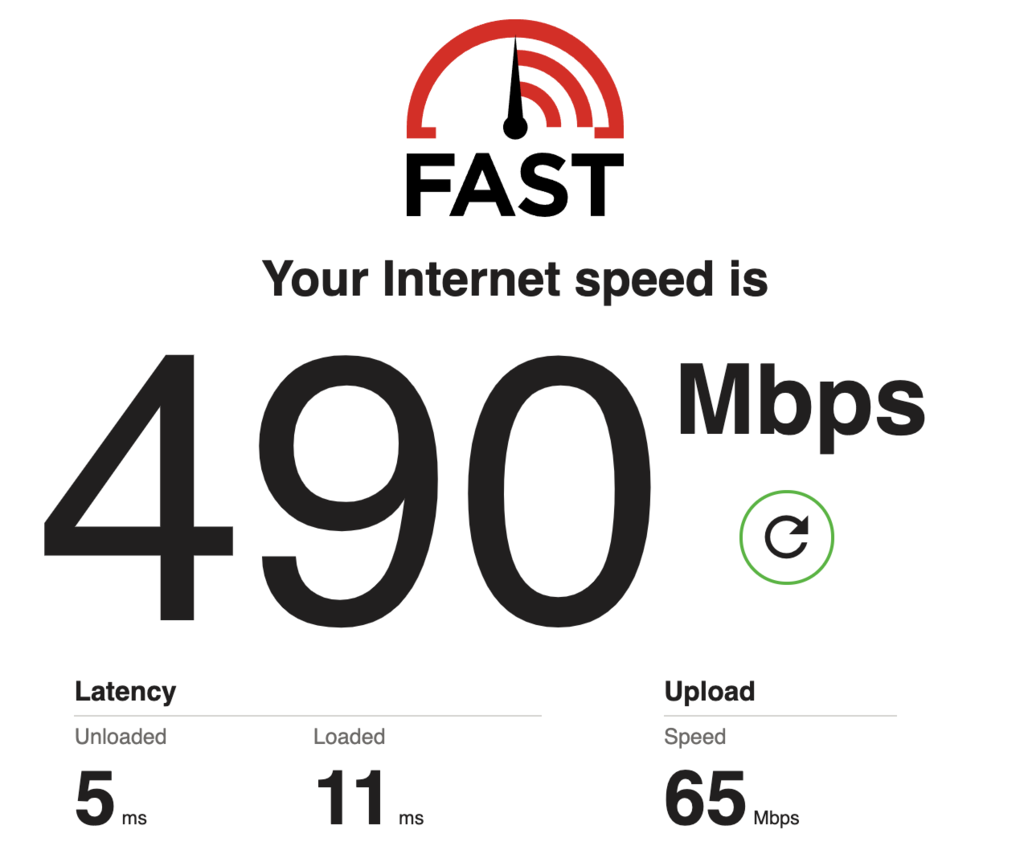 FAST
Your Internet speed is
490 Mbps
Latency
Upload
Unloaded Loaded Speed
5 ms 11 ms 65 Mbps